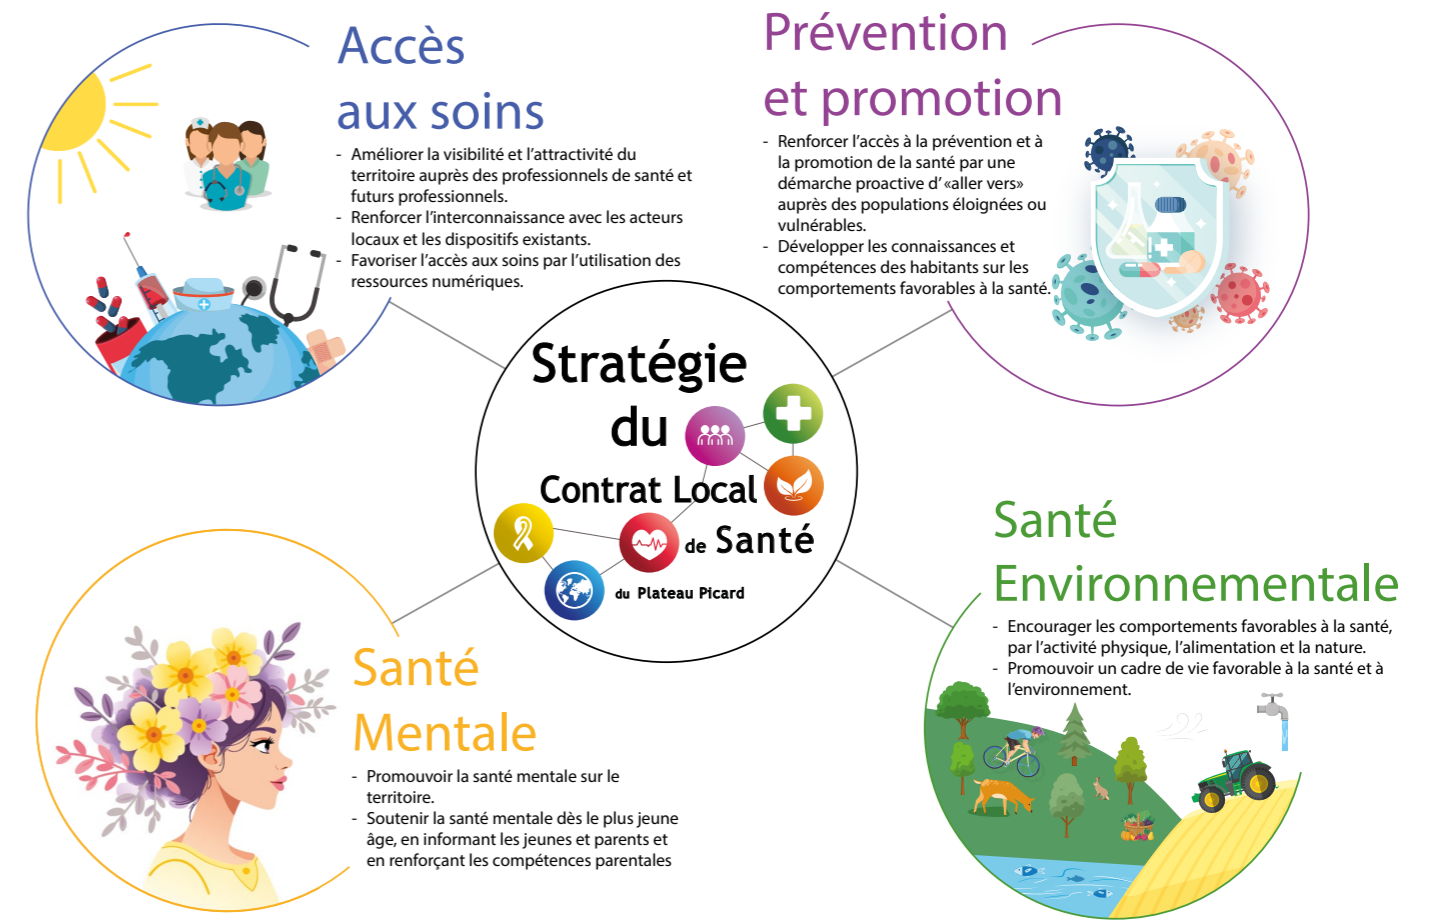 Accès
aux soins
- Améliorer la visibilité et l'attractivité du
territoire auprès des professionnels de santé et
futurs professionnels.
- Renforcer l'interconnaissance avec les acteurs
locaux et les dispositifs existants.
- Favoriser l'accès aux soins par l'utilisation des
ressources numériques.
Prévention
et promotion
- Renforcer l'accès à la prévention et à
la promotion de la santé par une
démarche proactive d' «aller vers»
auprès des populations éloignées ou
vulnérables.
- Développer les connaissances et
compétences des habitants sur les
comportements favorables à la santé.
Stratégie
du
Contrat Local
de Santé
du Plateau Picard
Santé
Mentale
- Promouvoir la santé mentale sur le
territoire.
- Soutenir la santé mentale dès le plus jeune
âge, en informant les jeunes et parents et
en renforçant les compétences parentales
Santé
Environnementale
- Encourager les comportements favorables à la santé,
par l'activité physique, l'alimentation et la nature.
- Promouvoir un cadre de vie favorable à la santé et à
l'environnement.